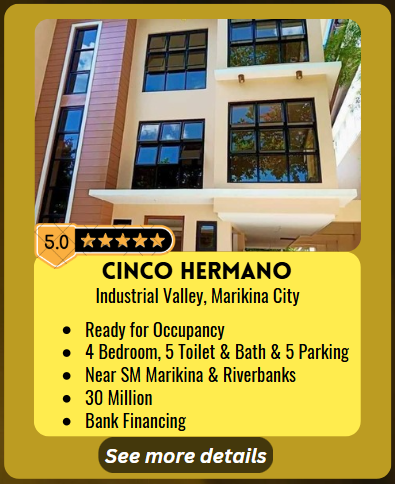 5.0
CINCO HERMANO
Industrial Valley, Marikina City
• Ready for Occupancy
• 4 Bedroom, 5 Toilet & Bath & 5 Parking
• Near SM Marikina & Riverbanks
• 30 Million
• Bank Financing
See more details